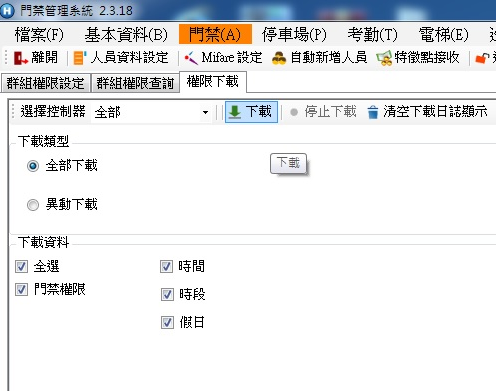 門禁管理系統 2.3.18
檔案(F) 基本資料(B) 門禁(A) 停車場(P) 考勤(T) 電梯(E)
離開 人員資料設定 Mifare 設定 自動新增人員 特徵點接收
群組權限設定 群組權限查詢 權限下載
選擇控制器 全部 下載 停止下載 清空下載日誌顯示
下載類型
全部下載
下載
異動下載
下載資料
全選 時間
門禁權限 時段
假日